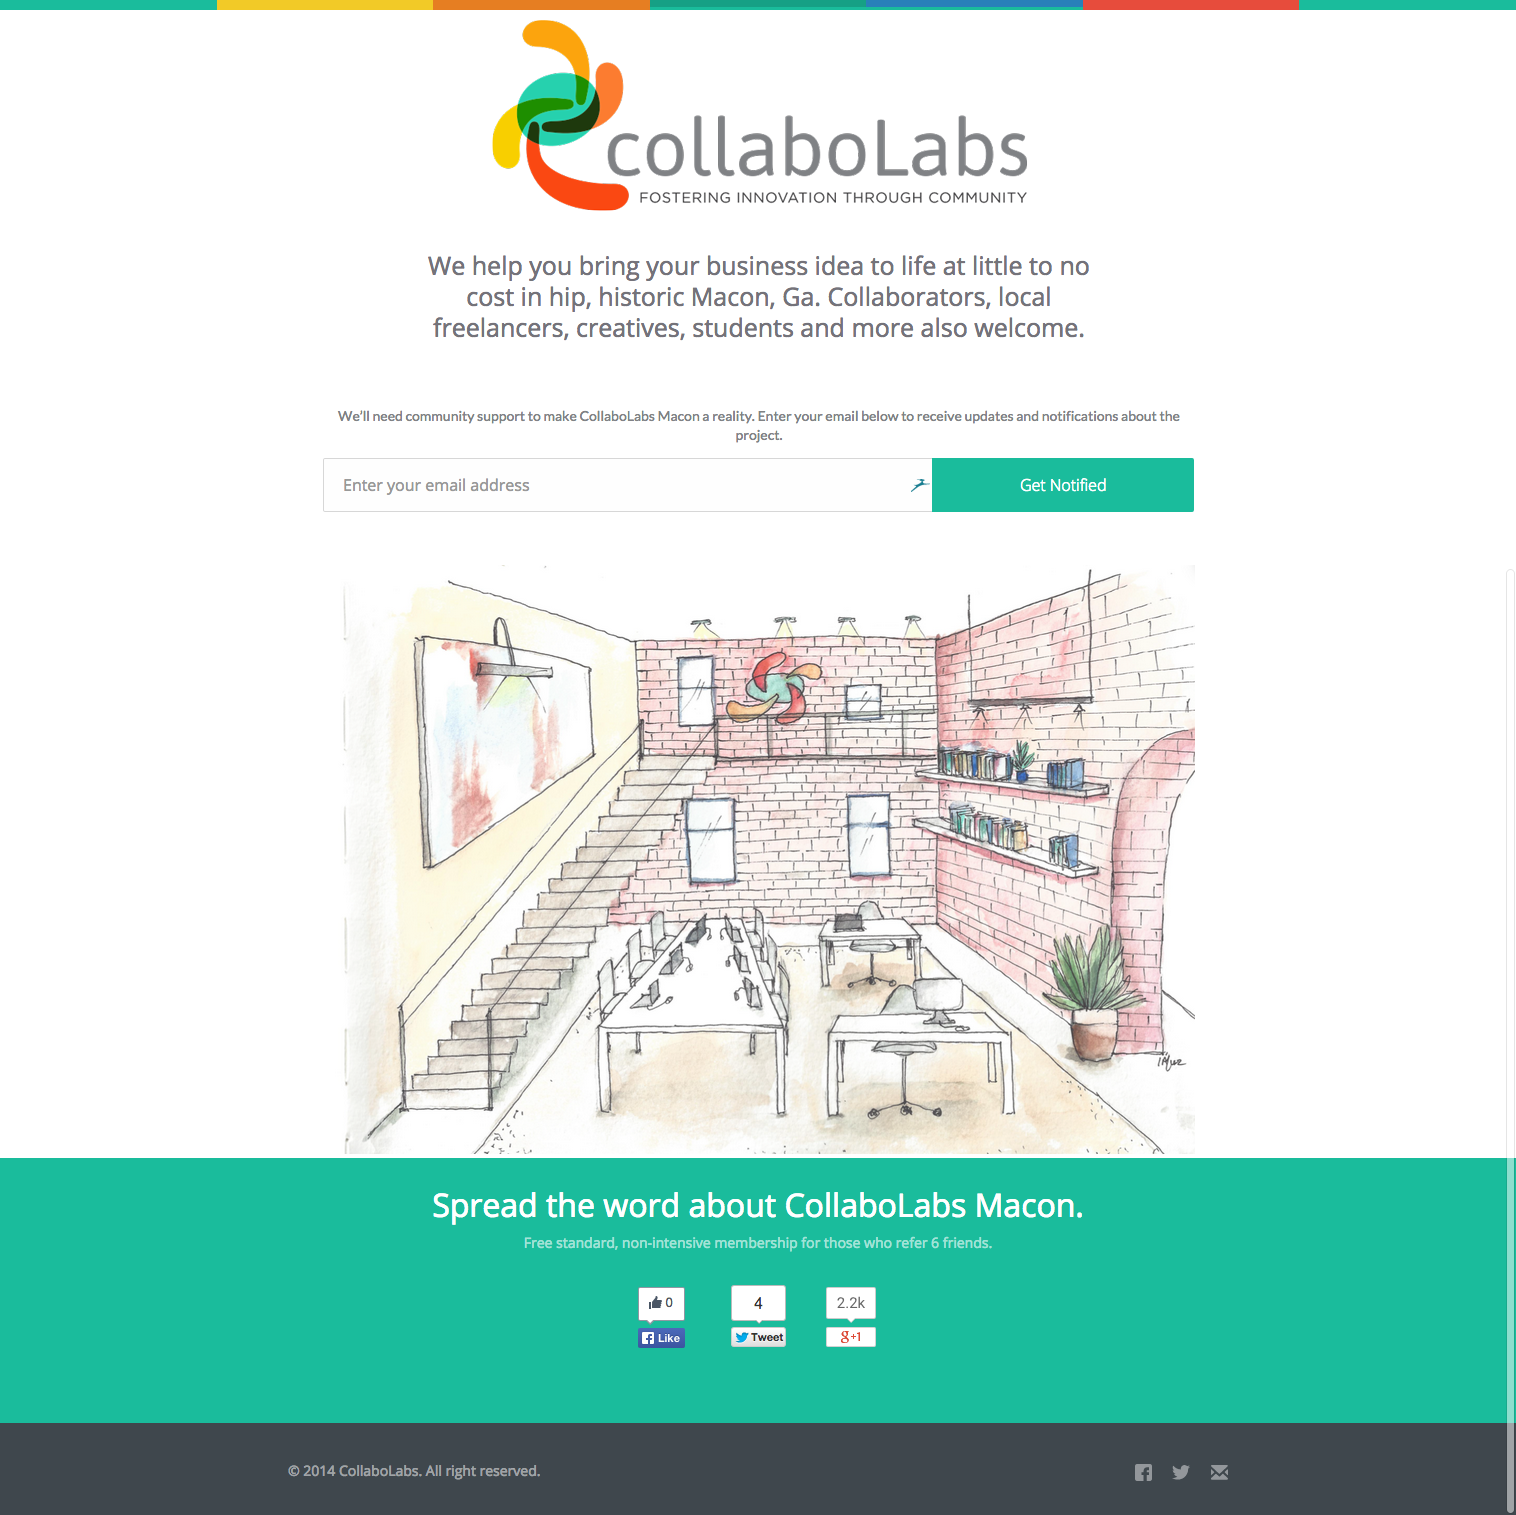 colaboLabs
FOSTERING INNOVATION THROUGH COMMUNITY
We help you bring your business idea to life at little to no
cost in hip, historic Macon, Ga. Collaborators, local
freelancers, creatives, students and more also welcome.
We'll need community support to make CollaboLabs Macon a reality. Enter your email below to receive updates and notifications about the
project.
Enter your email address
Get Notified
Spread the word about CollaboLabs Macon.
Free standard, non-intensive membership for those who refer 6 friends.
0
4
2.2k
Like
Tweet
g+1
© 2014 CollaboLabs. All right reserved.